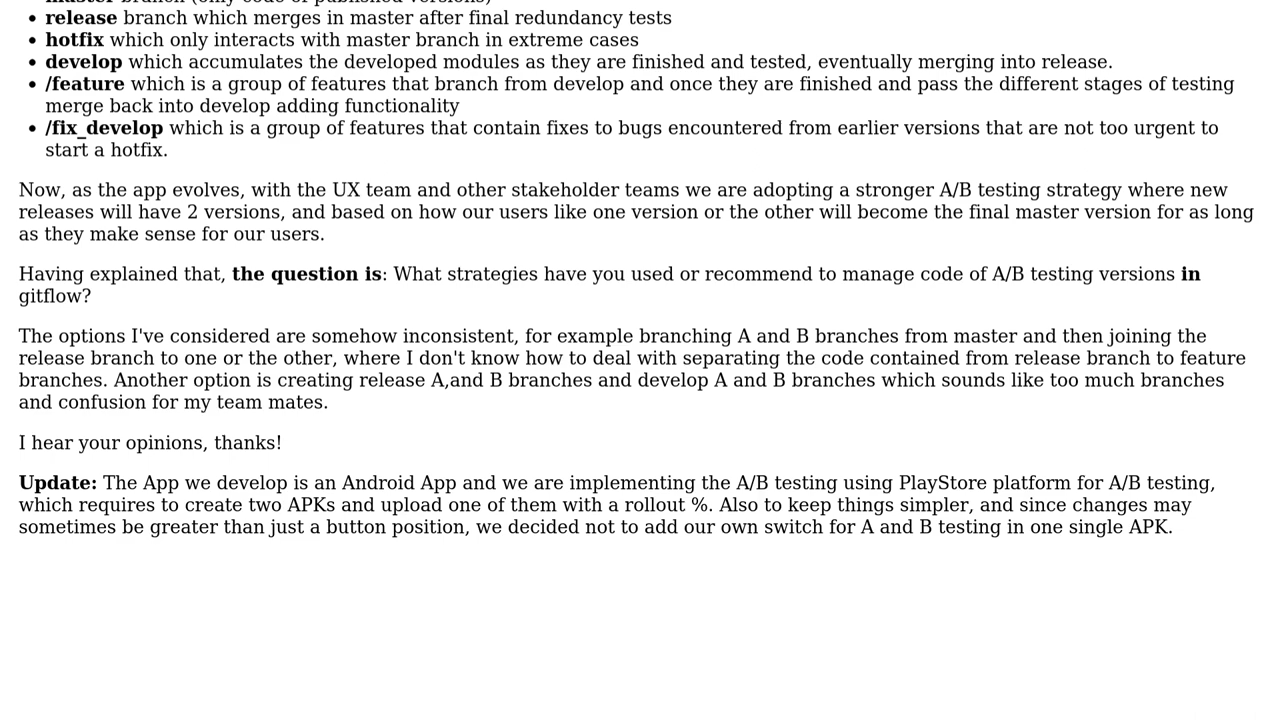 master branch (only code of published versions)
• release branch which merges in master after final redundancy tests
• hotfix which only interacts with master branch in extreme cases
• develop which accumulates the developed modules as they are finished and tested, eventually merging into release.
• /feature which is a group of features that branch from develop and once they are finished and pass the different stages of testing
merge back into develop adding functionality
• /fix_develop which is a group of features that contain fixes to bugs encountered from earlier versions that are not too urgent to
start a hotfix.
Now, as the app evolves, with the UX team and other stakeholder teams we are adopting a stronger A/B testing strategy where new
releases will have 2 versions, and based on how our users like one version or the other will become the final master version for as long
as they make sense for our users.
Having explained that, the question is: What strategies have you used or recommend to manage code of A/B testing versions in
gitflow?
The options I've considered are somehow inconsistent, for example branching A and B branches from master and then joining the
release branch to one or the other, where I don't know how to deal with separating the code contained from release branch to feature
branches. Another option is creating release A,and B branches and develop A and B branches which sounds like too much branches
and confusion for my team mates.
I hear your opinions, thanks!
Update: The App we develop is an Android App and we are implementing the A/B testing using PlayStore platform for A/B testing,
which requires to create two APKs and upload one of them with a rollout %. Also to keep things simpler, and since changes may
sometimes be greater than just a button position, we decided not to add our own switch for A and B testing in one single APK.